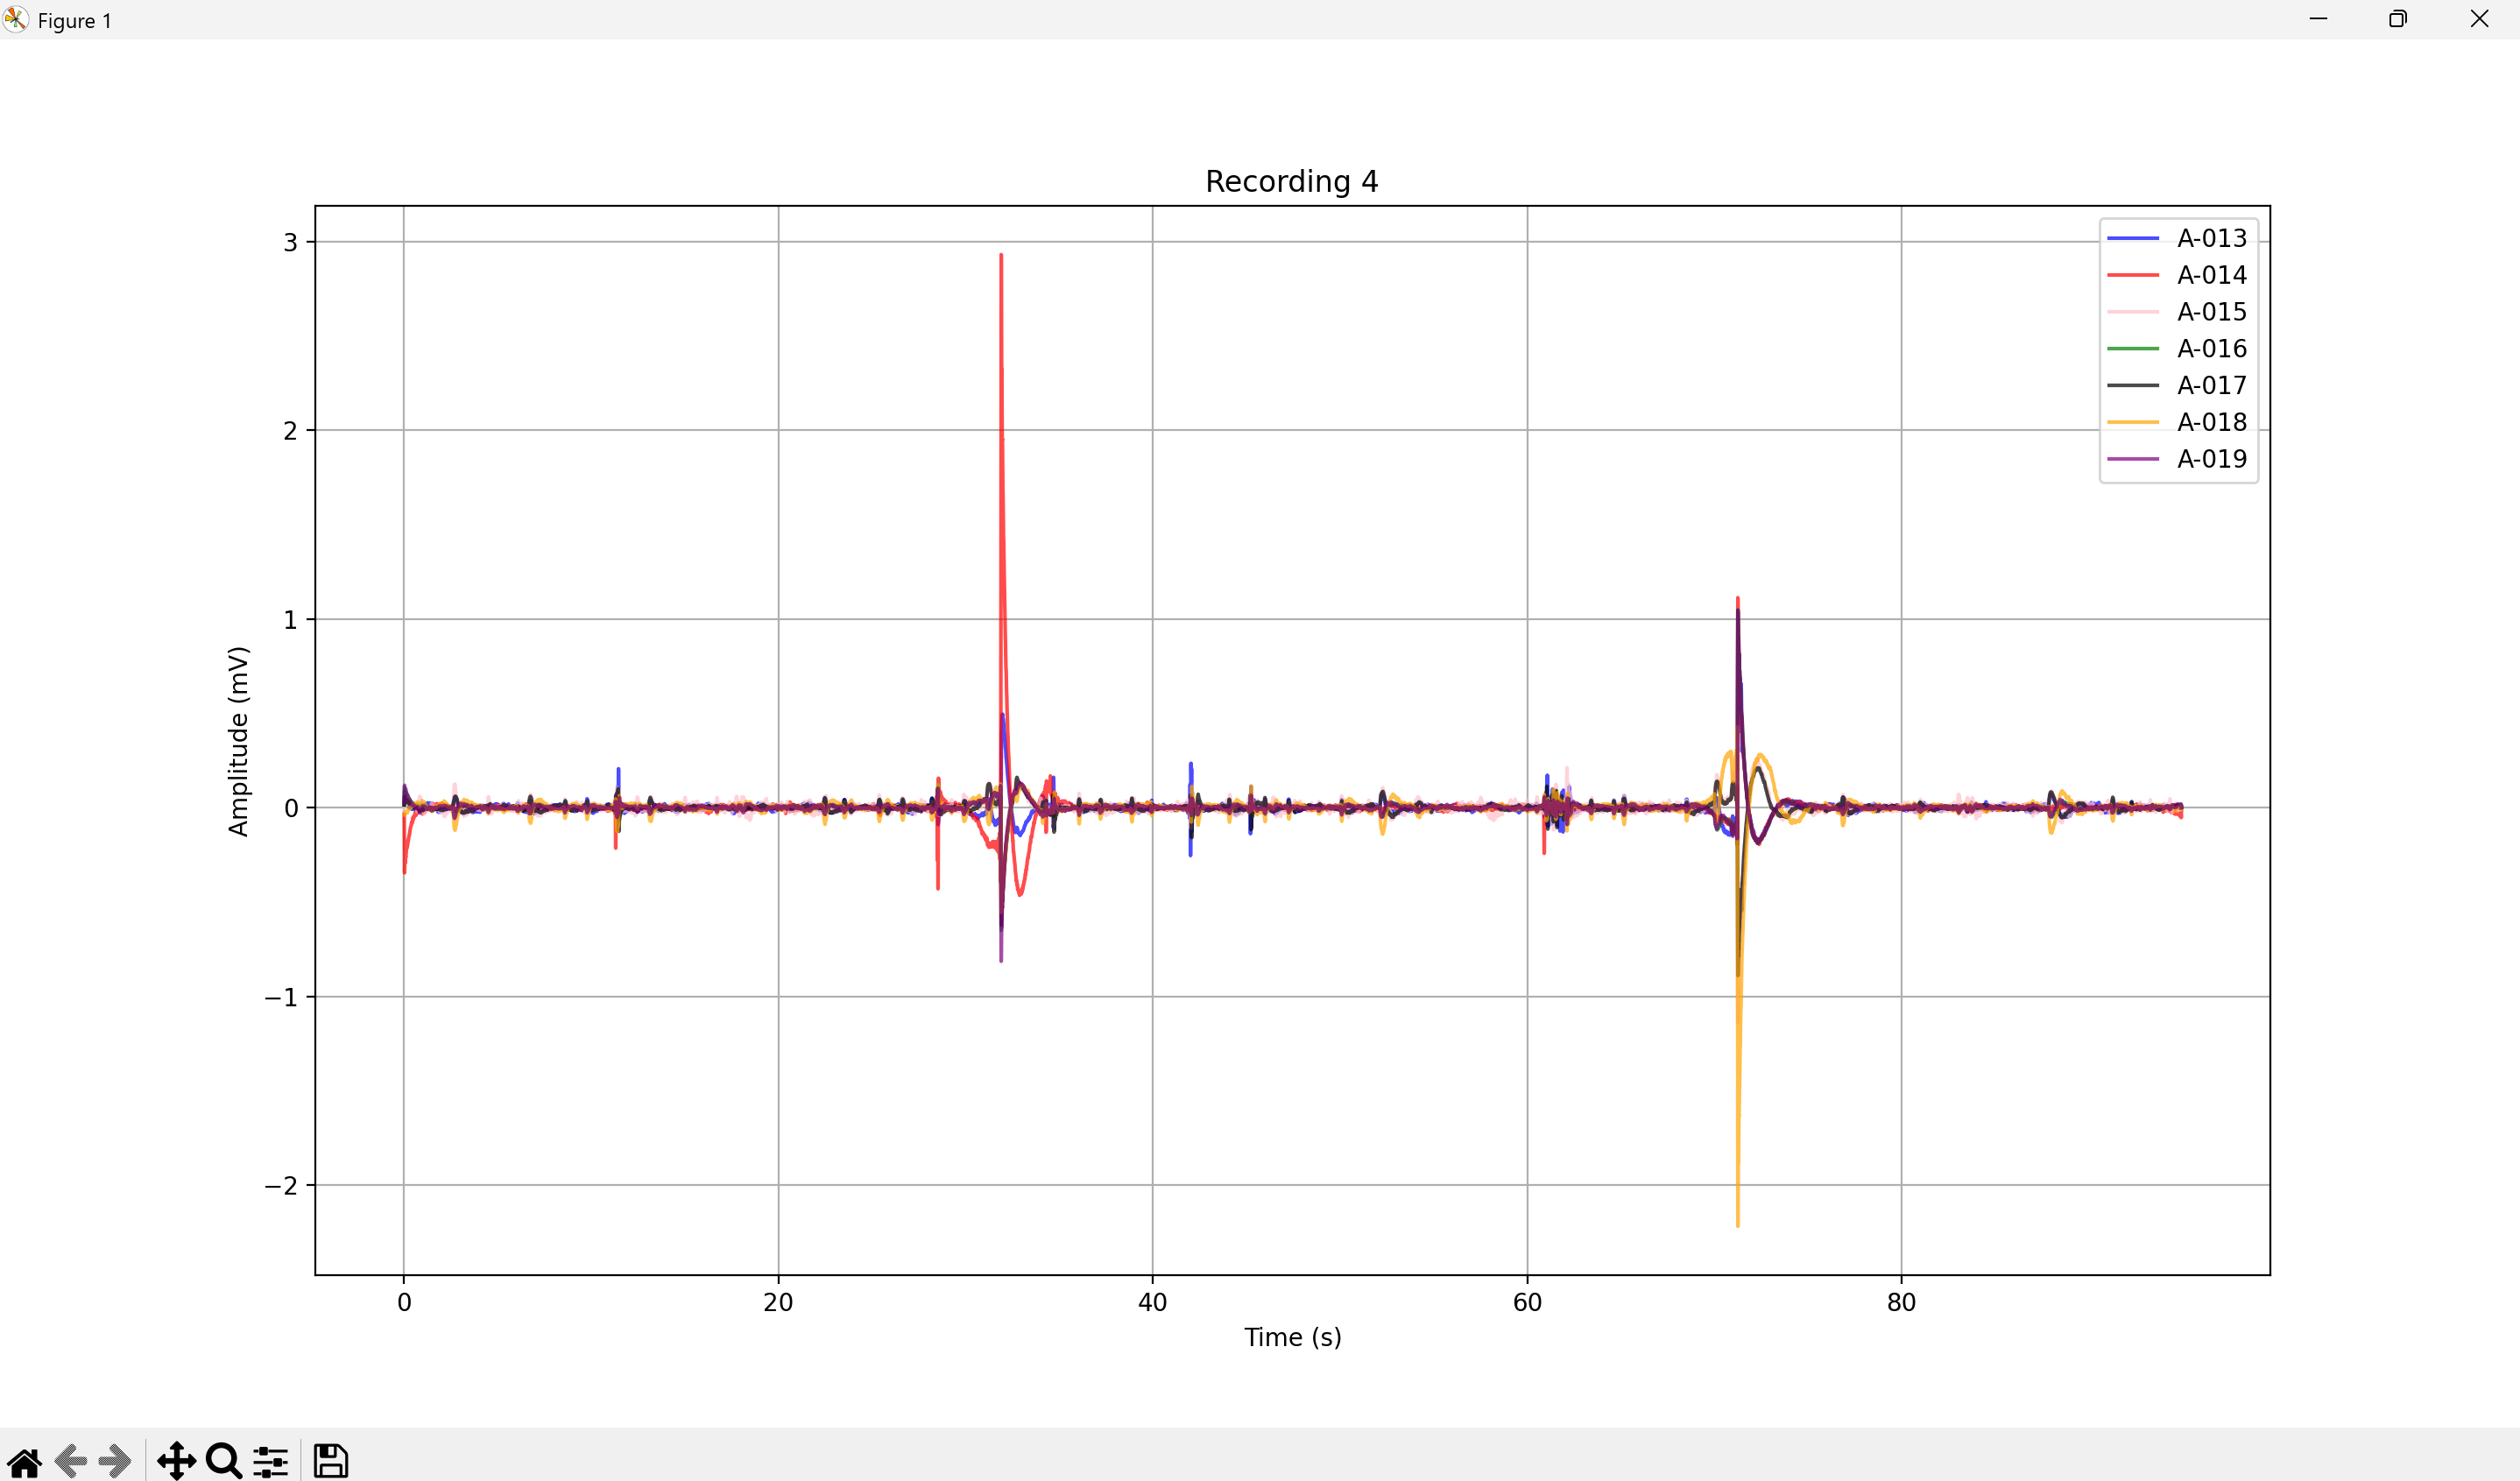 Figure 1
Recording 4
3
2
1
0
−1
−2
Amplitude (mV)
A-013
A-014
A-015
A-016
A-017
A-018
A-019
0 20 40 60 80
Time (s)